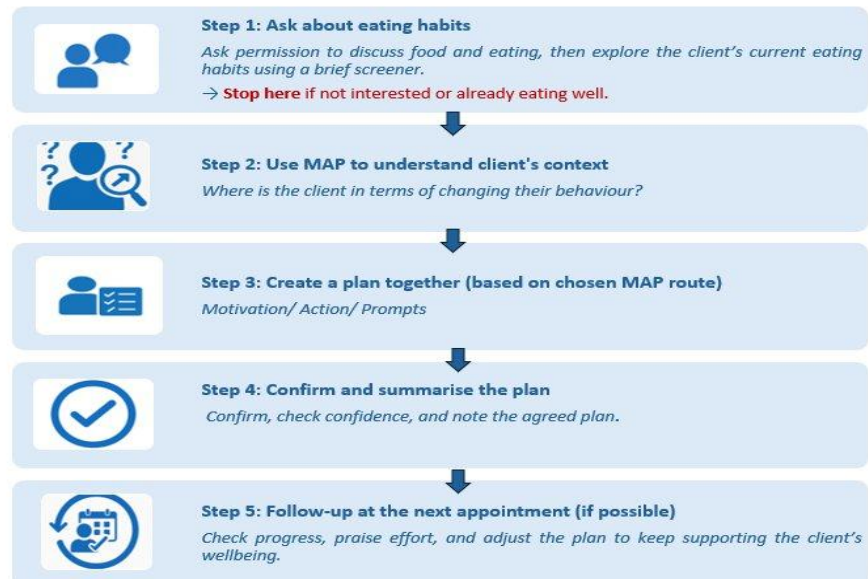 Step 1: Ask about eating habits
Ask permission to discuss food and eating, then explore the client's current eating
habits using a brief screener.
→ Stop here if not interested or already eating well.
? ?
?
Step 2: Use MAP to understand client's context
Where is the client in terms of changing their behaviour?
Step 3: Create a plan together (based on chosen MAP route)
Motivation/ Action/ Prompts
Step 4: Confirm and summarise the plan
Confirm, check confidence, and note the agreed plan.
Step 5: Follow-up at the next appointment (if possible)
Check progress, praise effort, and adjust the plan to keep supporting the client's
wellbeing.